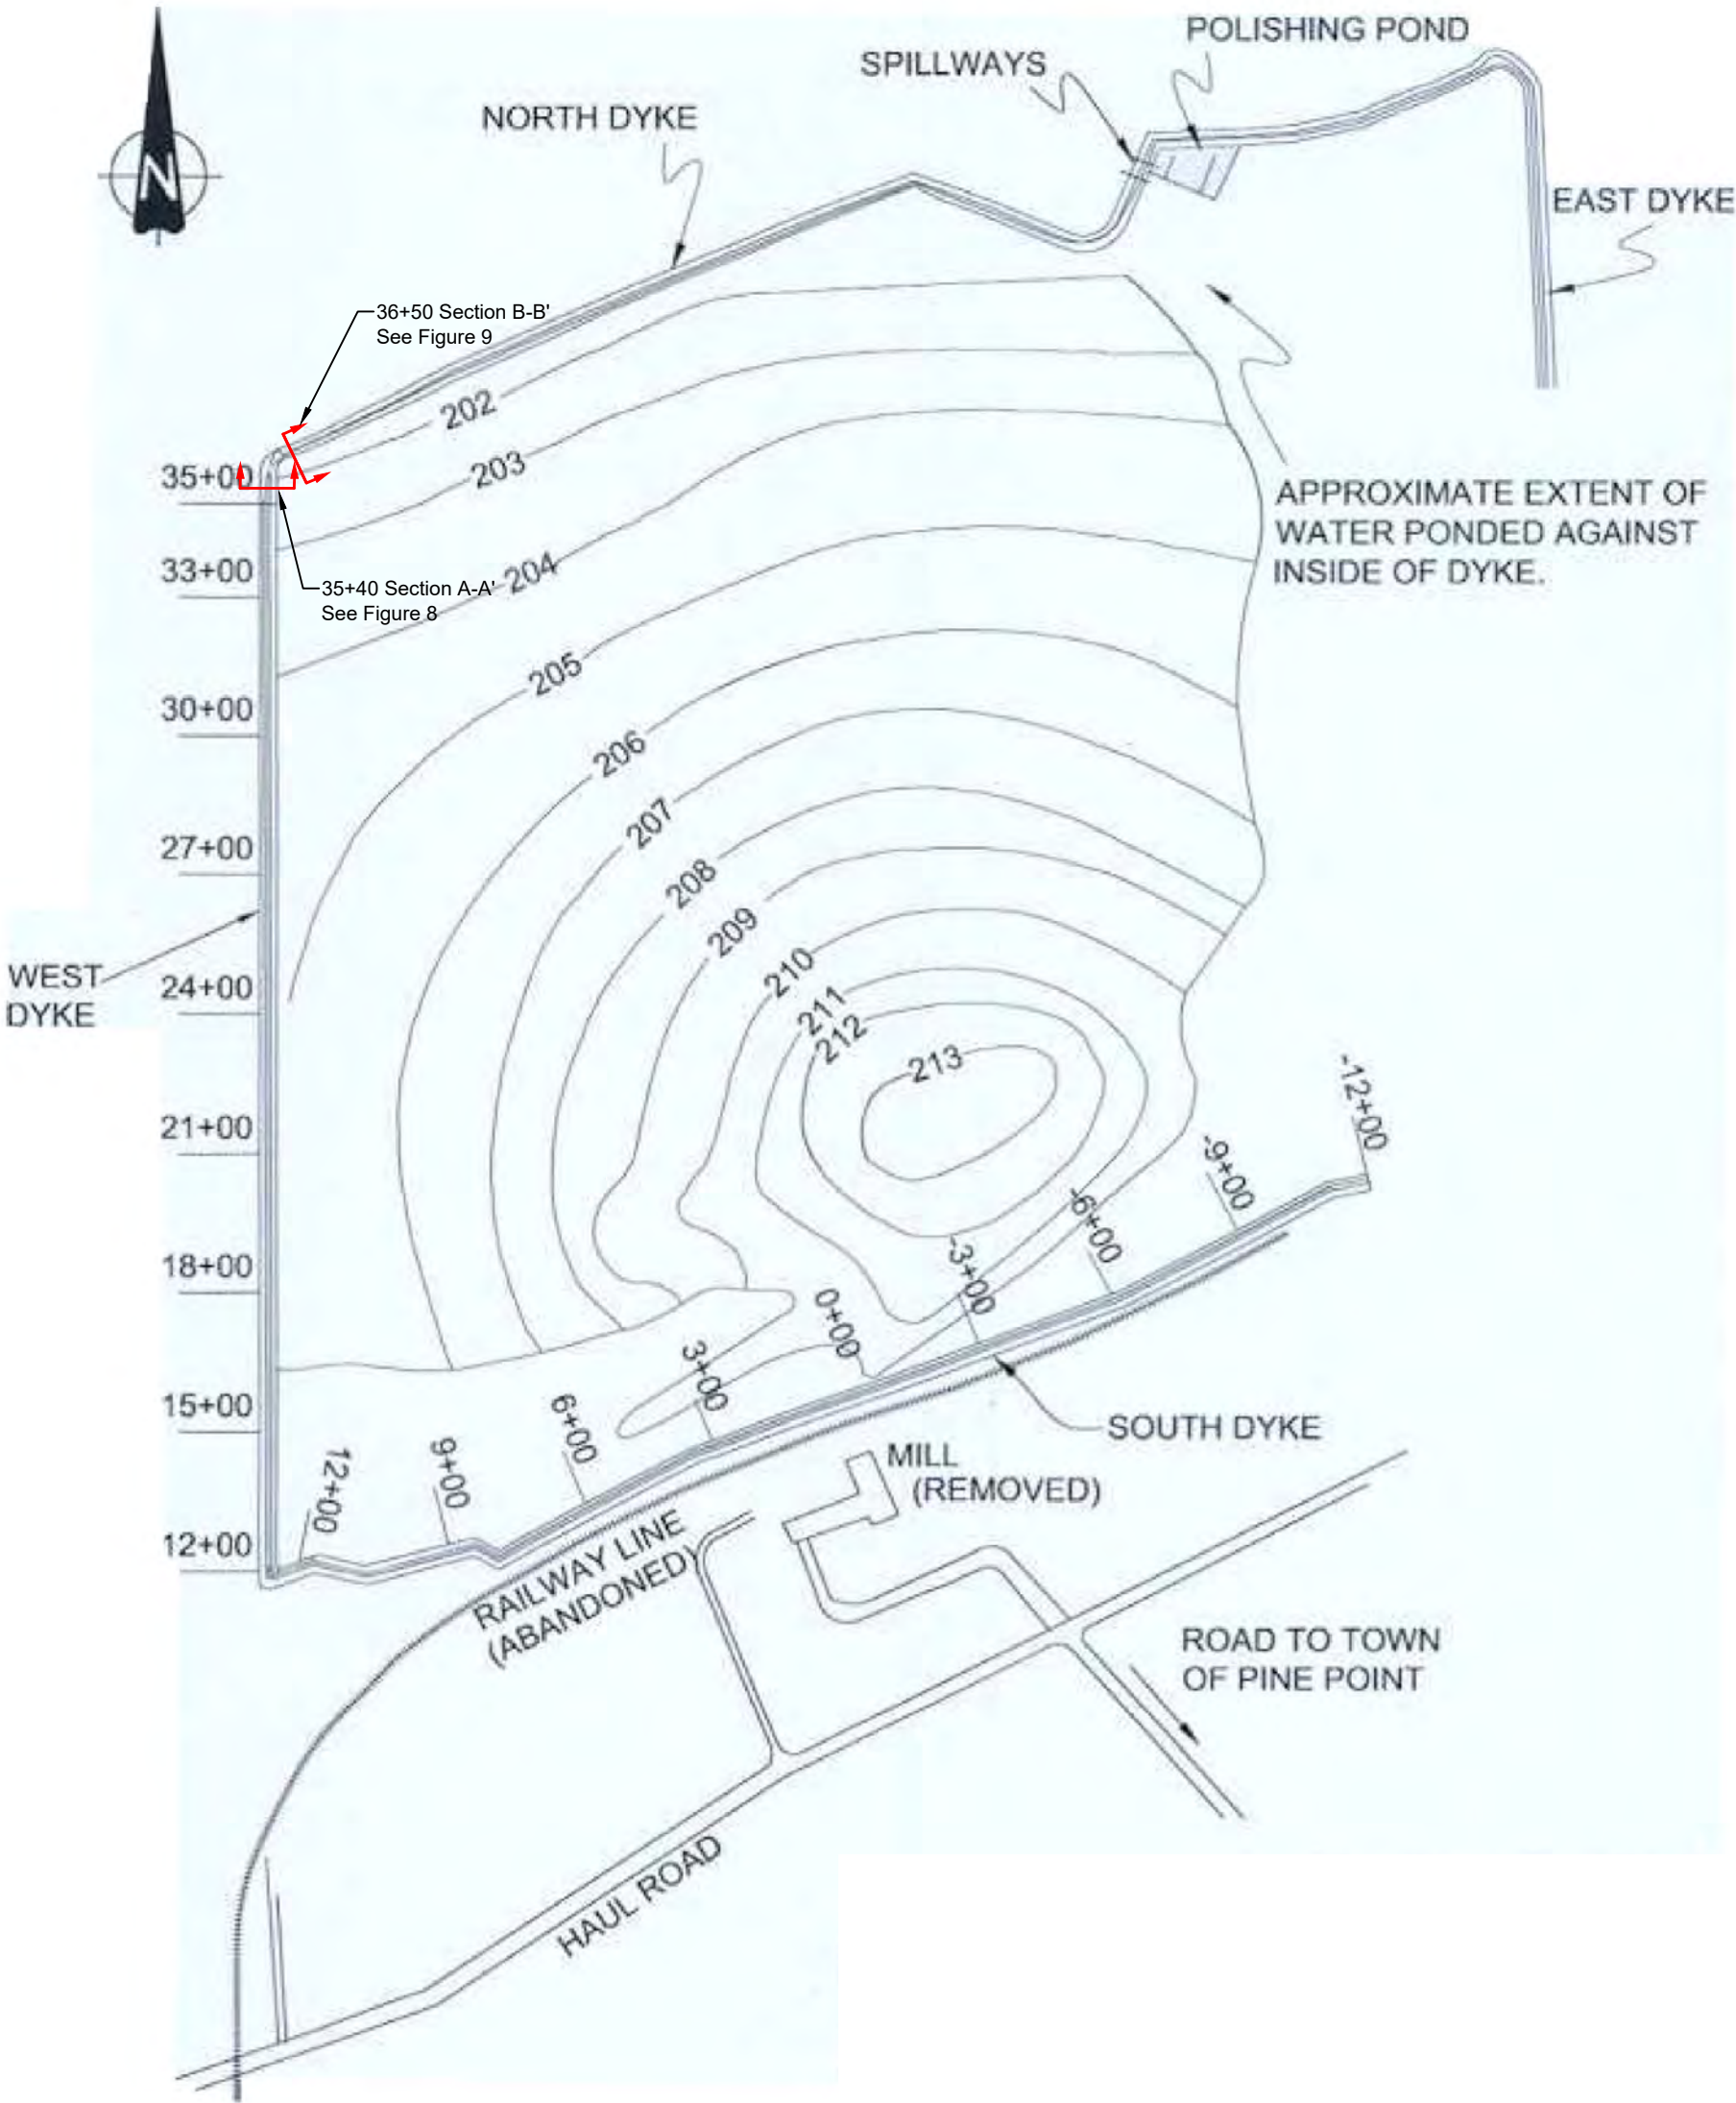 POLISHING POND
SPILLWAYS
NORTH DYKE
N
EAST DYKE
36+50 Section B-B'
See Figure 9
202
35+00
203
APPROXIMATE EXTENT OF
WATER PONDED AGAINST
INSIDE OF DYKE.
33+00
204
35+40 Section A-A'
See Figure 8
205
30+00
206
207
27+00
208
209
WEST
DYKE
24+00
210
211
212
213
-12+00
21+00
-9+00
-6+00
18+00
-3+00
0+00
3+00
15+00
6+00
SOUTH DYKE
9+00
12+00
MILL
(REMOVED)
12+00
RAILWAY LINE
(ABANDONED)
ROAD TO TOWN
OF PINE POINT
HAUL ROAD